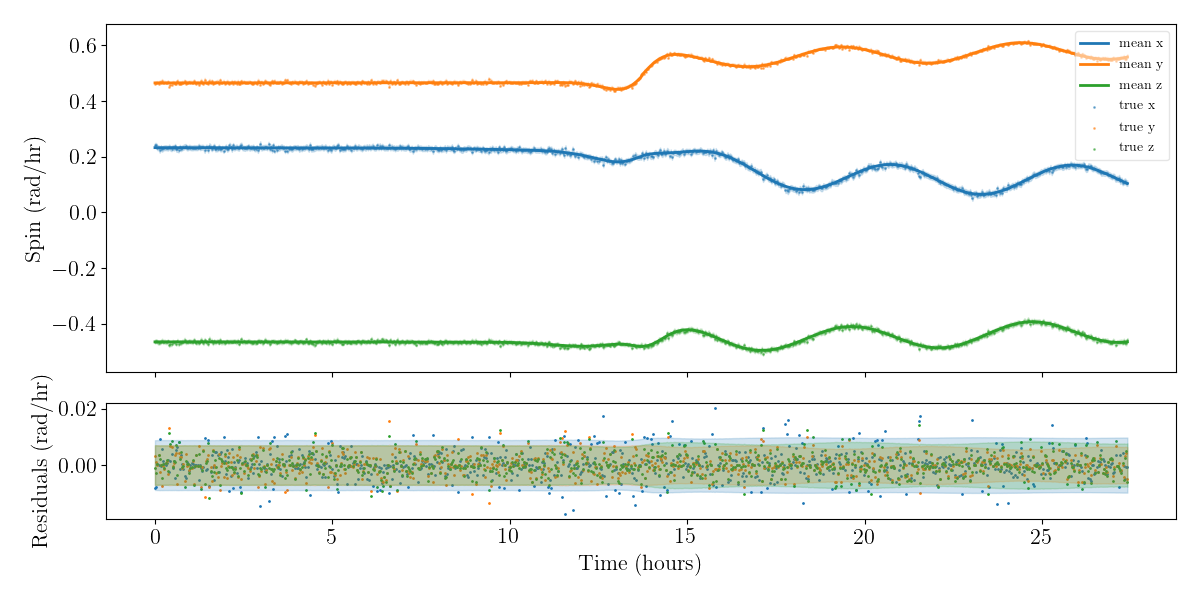 Spin (rad/hr)
0.6
0.4
0.2
0.0
−0.2
−0.4
mean x
mean y
mean z
true x
true y
true z
Residuals (rad/hr)
0.02
0.00
0
5
10
15
20
25
Time (hours)